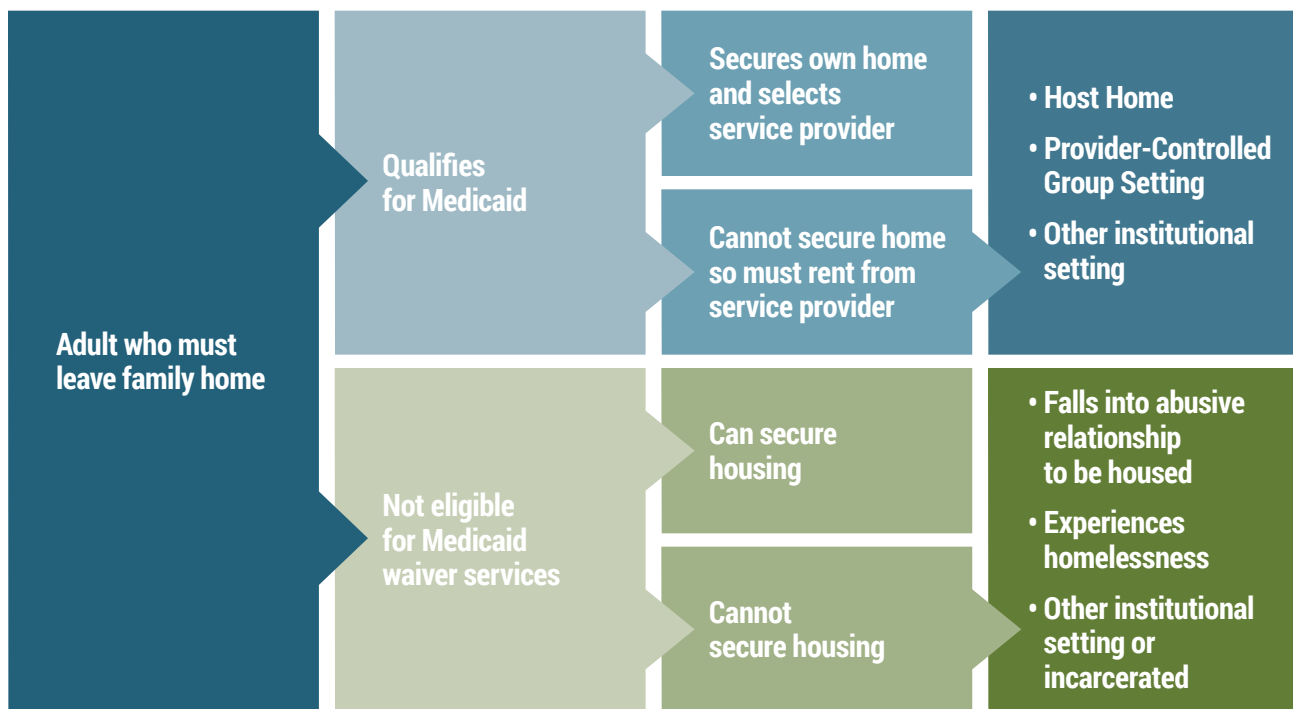 Adult who must
leave family home
Qualifies
for Medicaid
Secures own home
and selects
service provider
Cannot secure home
so must rent from
service provider
• Host Home
• Provider-Controlled
Group Setting
• Other institutional
setting
Not eligible
for Medicaid
waiver services
Can secure
housing
Cannot
secure housing
• Falls into abusive
relationship
to be housed
• Experiences
homelessness
• Other institutional
setting or
incarcerated